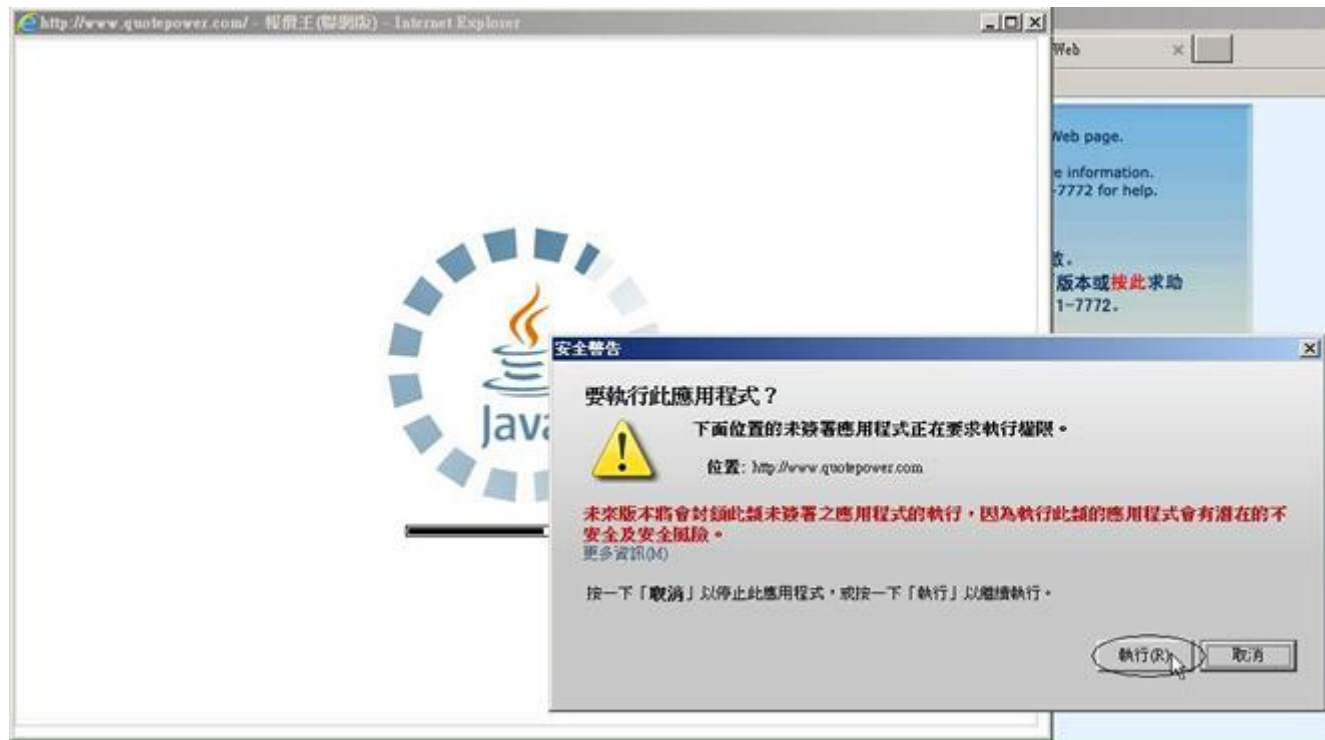 http://www.quotepower.com/ - 報價王(聯網版) - Internet Explorer
Web
Web page.
e information.
-7772 for help.
敗。
版本或按此求助
1-7772。
Java
安全警告
要執行此應用程式？
下面位置的未簽署應用程式正在要求執行權限。
位置: http://www.quotepower.com
未來版本將會封鎖此類未簽署之應用程式的執行，因為執行此類的應用程式會有潛在的不
安全及安全風險。
更多資訊(M)
按一下「取消」以停止此應用程式，或按一下「執行」以繼續執行。
執行(R)
取消